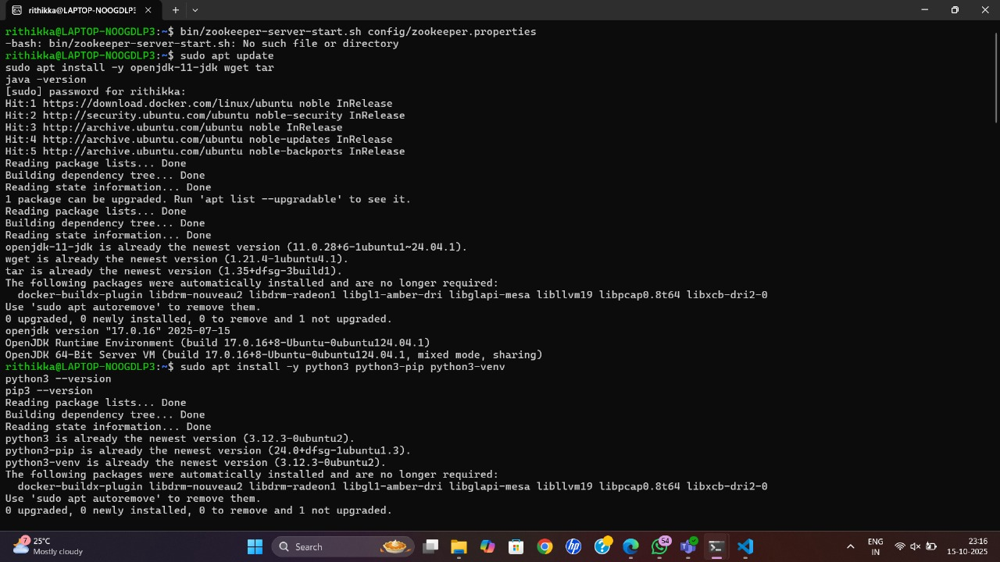 rithikka@LAPTOP-NOOGDLP3
rithikka@LAPTOP-NOOGDLP3:~$ bin/zookeeper-server-start.sh config/zookeeper.properties
-bash: bin/zookeeper-server-start.sh: No such file or directory
rithikka@LAPTOP-NOOGDLP3:~$ sudo apt update
sudo apt install -y openjdk-11-jdk wget tar
java -version
[sudo] password for rithikka:
Hit:1 https://download.docker.com/linux/ubuntu noble InRelease
Hit:2 http://security.ubuntu.com/ubuntu noble-security InRelease
Hit:3 http://archive.ubuntu.com/ubuntu noble InRelease
Hit:4 http://archive.ubuntu.com/ubuntu noble-updates InRelease
Hit:5 http://archive.ubuntu.com/ubuntu noble-backports InRelease
Reading package lists... Done
Building dependency tree... Done
Reading state information... Done
1 package can be upgraded. Run 'apt list --upgradable' to see it.
Reading package lists... Done
Building dependency tree... Done
Reading state information... Done
openjdk-11-jdk is already the newest version (11.0.28+6-1ubuntu1~24.04.1).
wget is already the newest version (1.21.4-1ubuntu4.1).
tar is already the newest version (1.35+dfsg-3build1).
The following packages were automatically installed and are no longer required:
  docker-buildx-plugin libdrm-nouveau2 libdrm-radeon1 libgl1-amber-dri libglapi-mesa libllvm19 libpcap0.8t64 libxcb-dri2-0
Use 'sudo apt autoremove' to remove them.
0 upgraded, 0 newly installed, 0 to remove and 1 not upgraded.
openjdk version "17.0.16" 2025-07-15
OpenJDK Runtime Environment (build 17.0.16+8-Ubuntu-0ubuntu124.04.1)
OpenJDK 64-Bit Server VM (build 17.0.16+8-Ubuntu-0ubuntu124.04.1, mixed mode, sharing)
rithikka@LAPTOP-NOOGDLP3:~$ sudo apt install -y python3 python3-pip python3-venv
python3 --version
pip3 --version
Reading package lists... Done
Building dependency tree... Done
Reading state information... Done
python3 is already the newest version (3.12.3-0ubuntu2).
python3-pip is already the newest version (24.0+dfsg-1ubuntu1.3).
python3-venv is already the newest version (3.12.3-0ubuntu2).
The following packages were automatically installed and are no longer required:
  docker-buildx-plugin libdrm-nouveau2 libdrm-radeon1 libgl1-amber-dri libglapi-mesa libllvm19 libpcap0.8t64 libxcb-dri2-0
Use 'sudo apt autoremove' to remove them.
0 upgraded, 0 newly installed, 0 to remove and 1 not upgraded.
7
25°C
Mostly cloudy
Search
hp
54
ENG
IN
23:16
15-10-2025